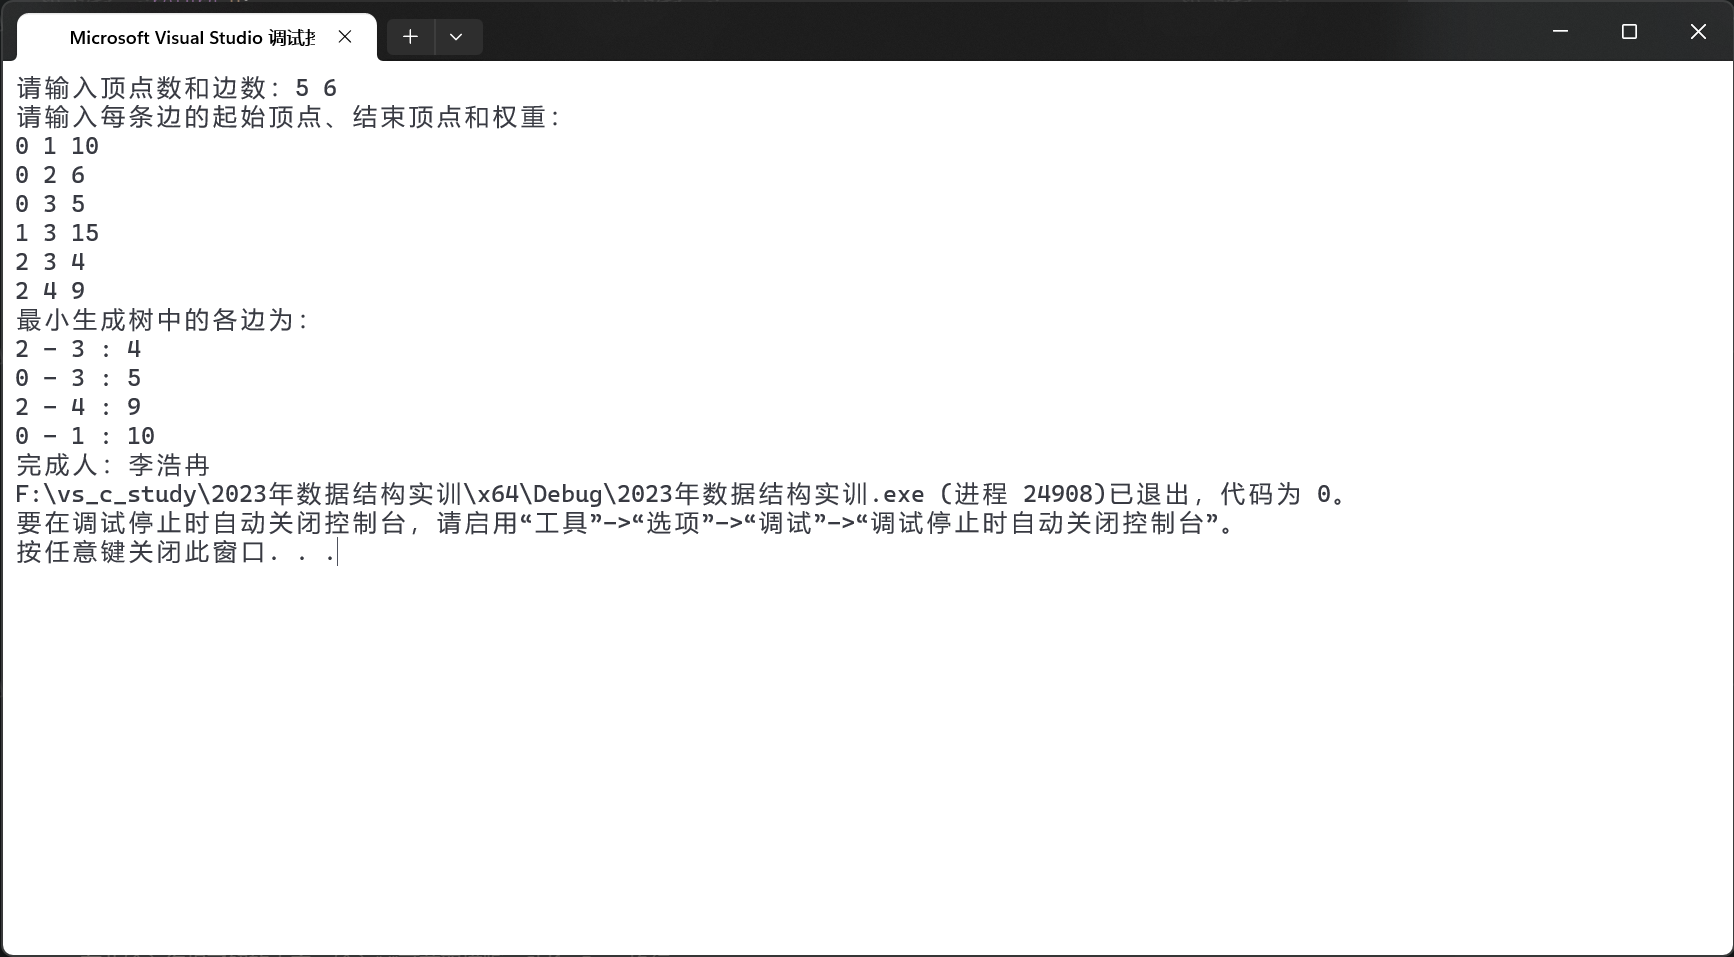 Microsoft Visual Studio 调试
请输入顶点数和边数：5 6
请输入每条边的起始顶点、结束顶点和权重：
0 1 10
0 2 6
0 3 5
1 3 15
2 3 4
2 4 9
最小生成树中的各边为：
2 - 3 : 4
0 - 3 : 5
2 - 4 : 9
0 - 1 : 10
完成人：李浩冉
F:\vs_c_study\2023年数据结构实训\x64\Debug\2023年数据结构实训.exe (进程 24908)已退出，代码为 0。
要在调试停止时自动关闭控制台，请启用“工具”->“选项”->“调试”->“调试停止时自动关闭控制台”。
按任意键关闭此窗口. . .